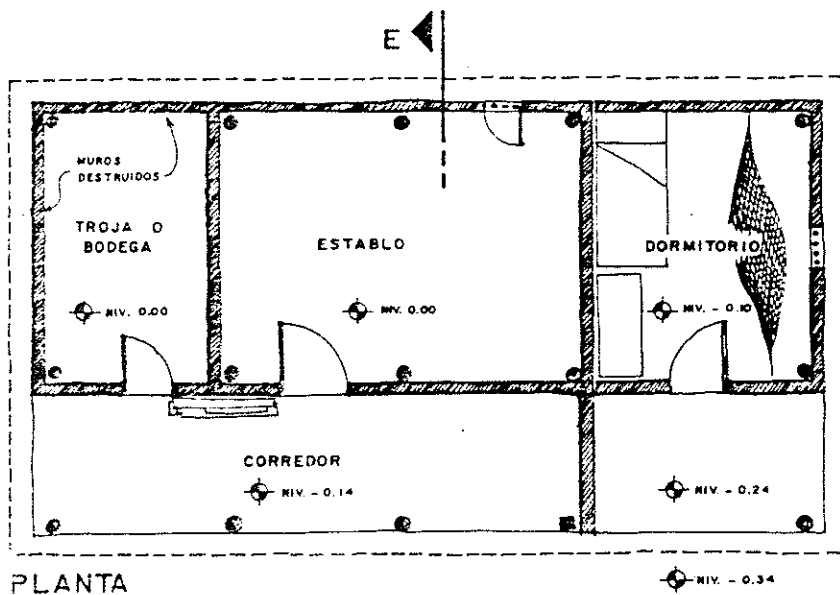 E
MUROS
DESTRUIDOS
TROJA O
BODEGA
ESTABLO
DORMITORIO
NIV. 0.00
NIV. 0.00
NIV. - 0.10
CORREDOR
NIV. - 0.14
NIV. - 0.24
PLANTA
NIV. - 0.34